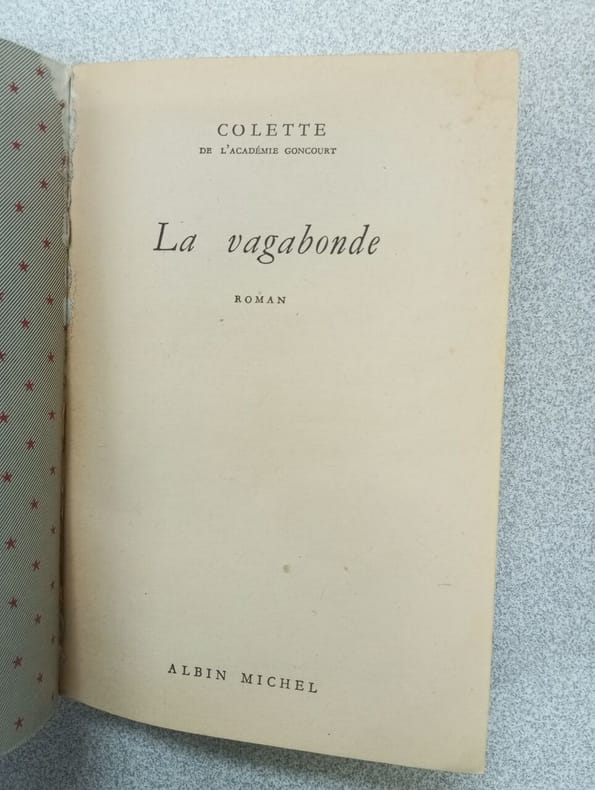 COLETTE
DE L'ACADÉMIE GONCOURT
La vagabonde
ROMAN
ALBIN MICHEL